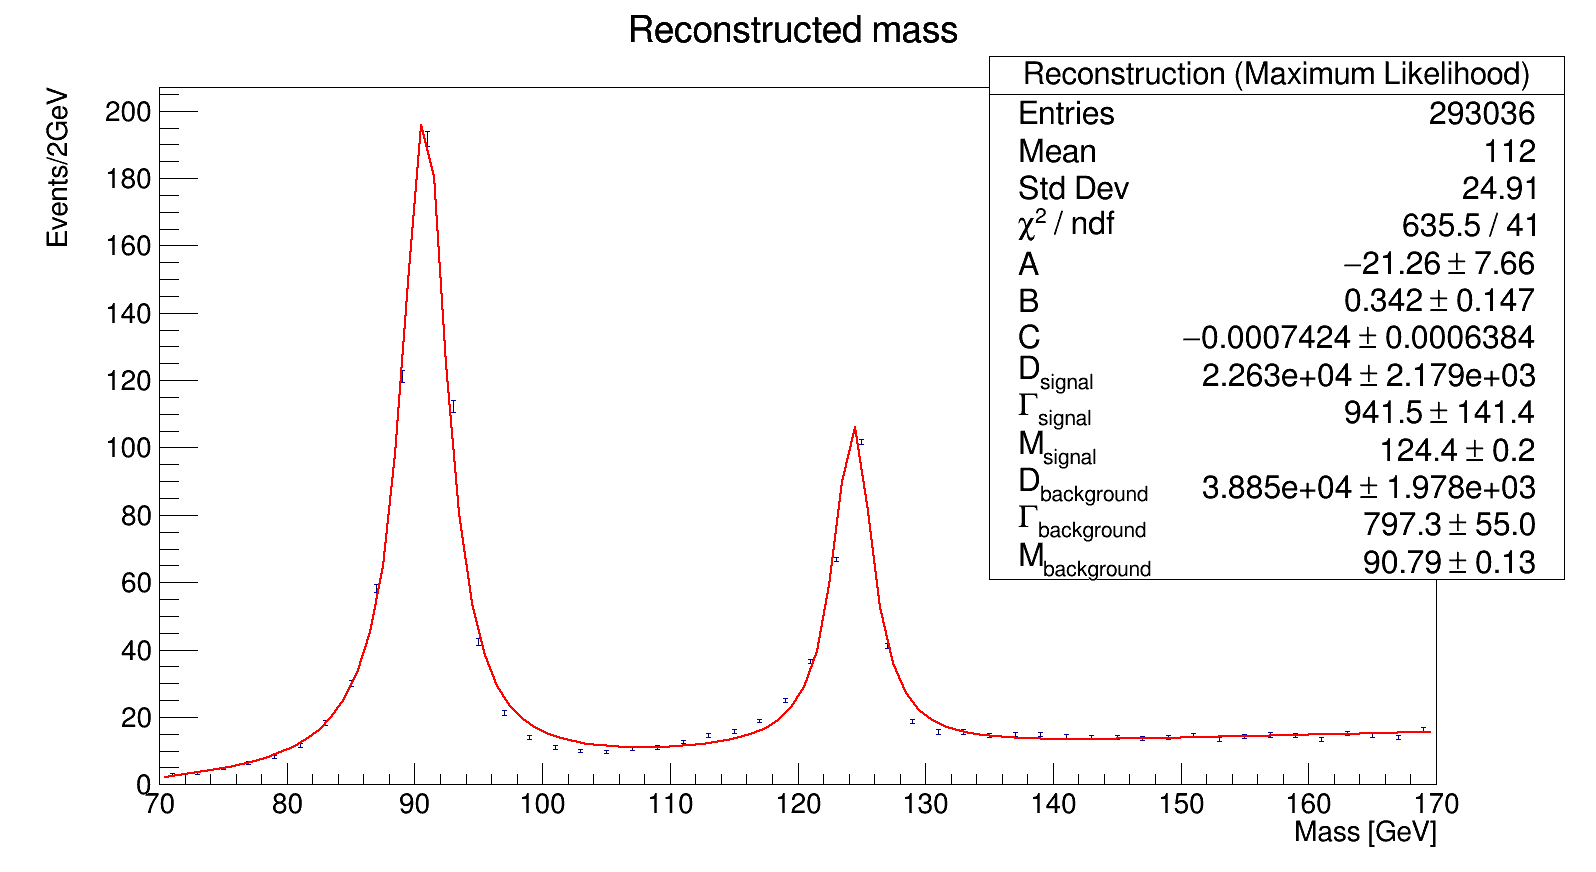 Reconstructed mass
Reconstruction (Maximum Likelihood)
Entries 293036
Mean 112
Std Dev 24.91
χ² / ndf 635.5 / 41
A −21.26 ± 7.66
B 0.342 ± 0.147
C −0.0007424 ± 0.0006384
Dsignal 2.263e+04 ± 2.179e+03
Γsignal 941.5 ± 141.4
Msignal 124.4 ± 0.2
Dbackground 3.885e+04 ± 1.978e+03
Γbackground 797.3 ± 55.0
Mbackground 90.79 ± 0.13
Events/2GeV
200
180
160
140
120
100
80
60
40
20
0
70 80 90 100 110 120 130 140 150 160 170
Mass [GeV]